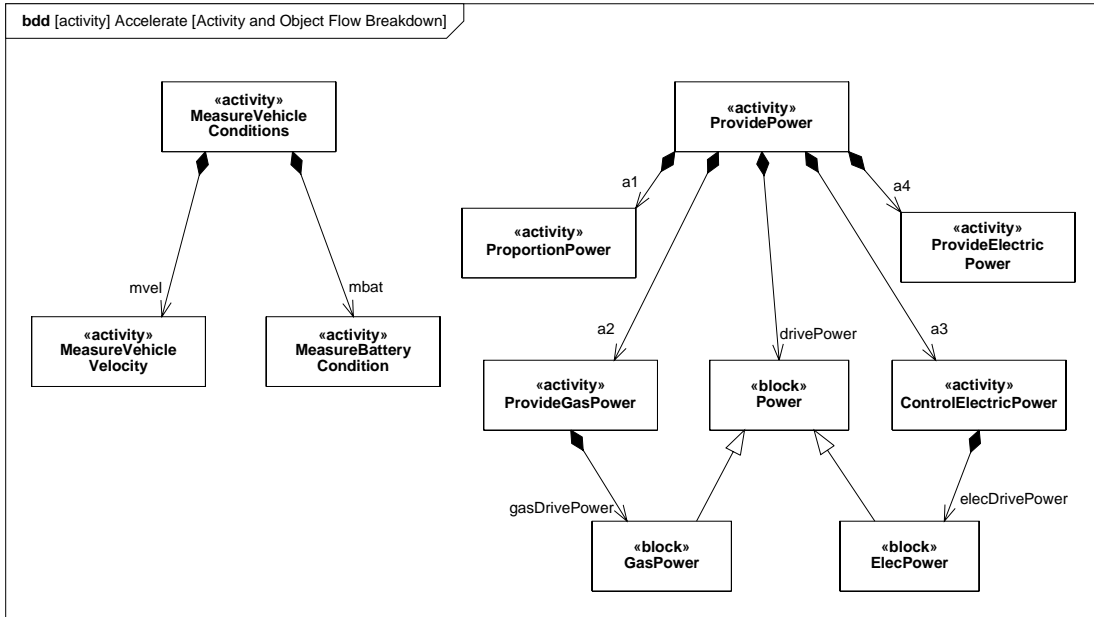 bdd [activity] Accelerate [Activity and Object Flow Breakdown]
«activity»
MeasureVehicle
Conditions
mvel
mbat
«activity»
MeasureVehicle
Velocity
«activity»
MeasureBattery
Condition
«activity»
ProvidePower
a1
a4
«activity»
ProportionPower
«activity»
ProvideElectric
Power
a2
drivePower
a3
«activity»
ProvideGasPower
«block»
Power
«activity»
ControlElectricPower
gasDrivePower
elecDrivePower
«block»
GasPower
«block»
ElecPower